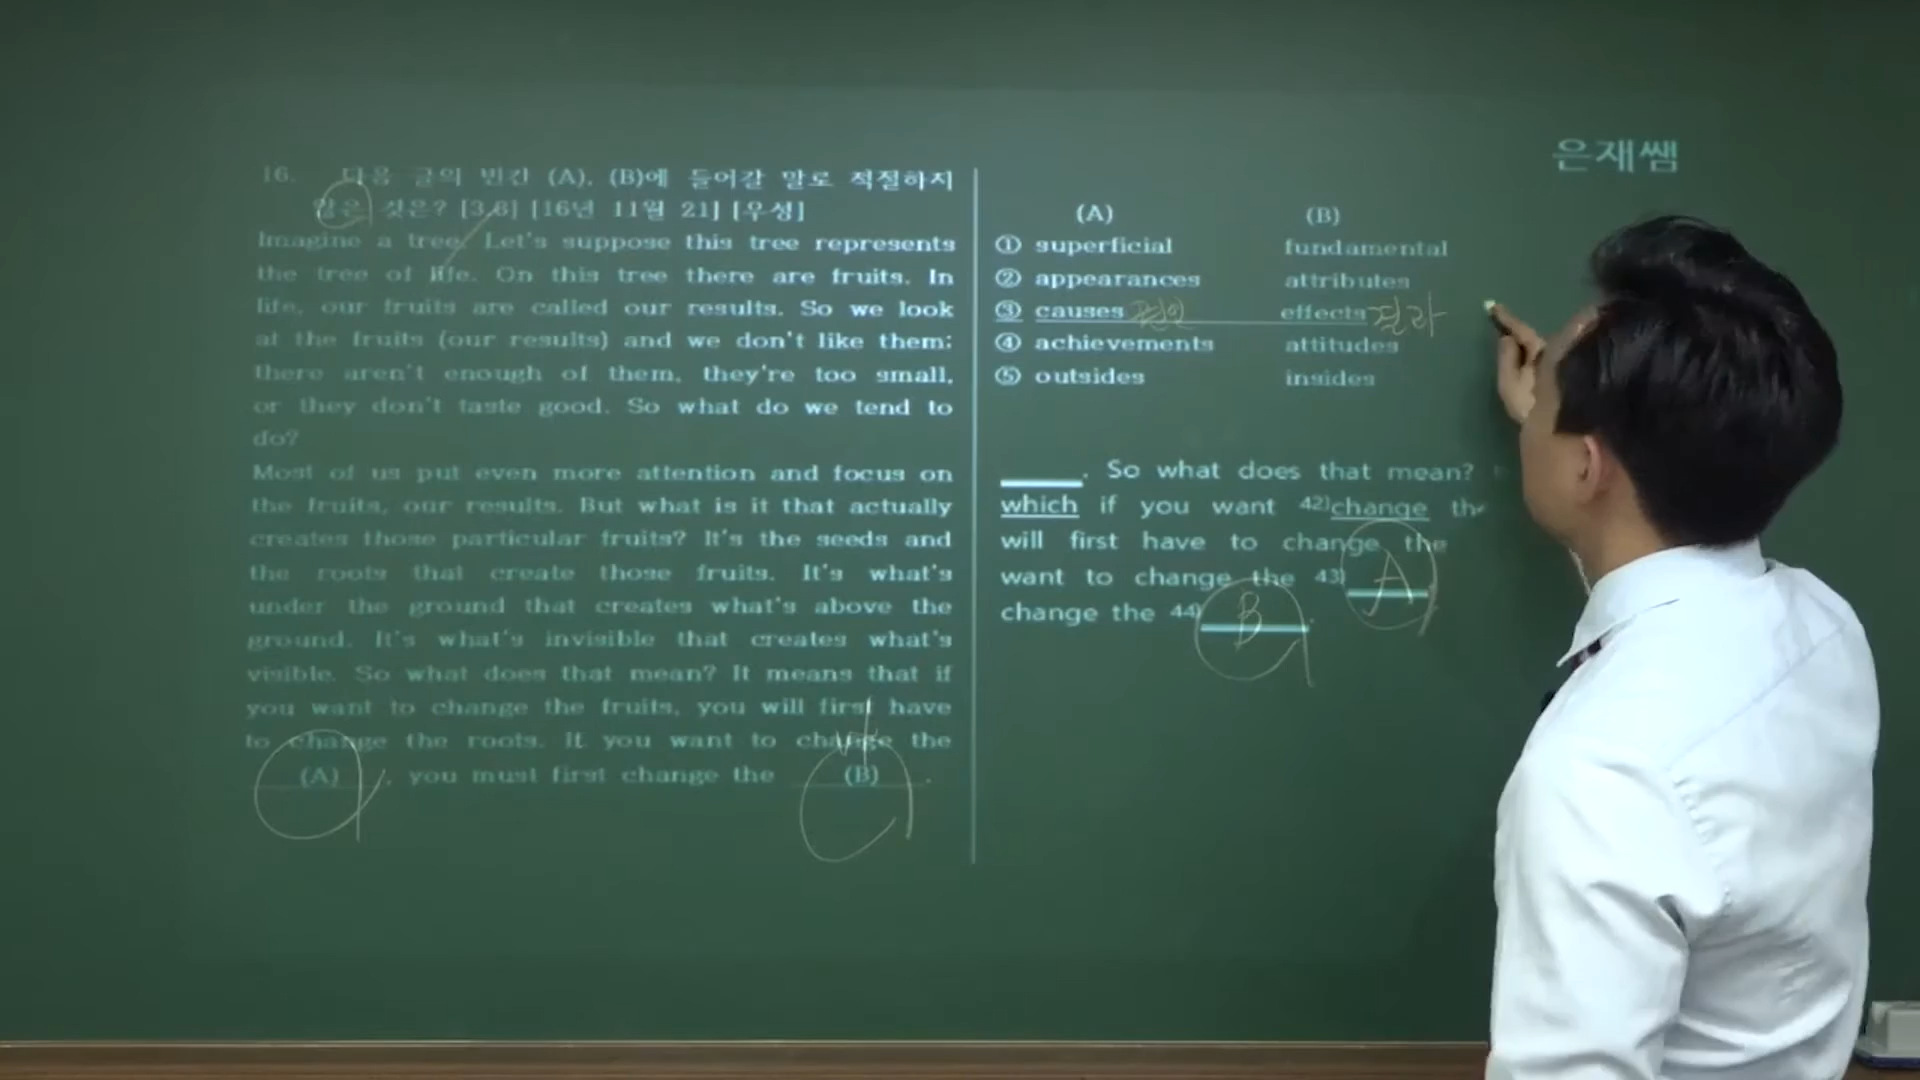 은재쌤
16. 다음 글의 빈칸 (A), (B)에 들어갈 말로 적절하지
않은 것은? [3.6] [16년 11월 21] [우성]
Imagine a tree. Let's suppose this tree represents
the tree of life. On this tree there are fruits. In
life, our fruits are called our results. So we look
at the fruits (our results) and we don't like them:
there aren't enough of them, they're too small,
or they don't taste good. So what do we tend to
do?
Most of us put even more attention and focus on
the fruits, our results. But what is it that actually
creates those particular fruits? It's the seeds and
the roots that create those fruits. It's what's
under the ground that creates what's above the
ground. It's what's invisible that creates what's
visible. So what does that mean? It means that if
you want to change the fruits, you will first have
to change the roots. If you want to change the
(A) , you must first change the (B) .
(A) (B)
① superficial fundamental
② appearances attributes
③ causes effects 결과
④ achievements attitudes
⑤ outsides insides
. So what does that mean?
which if you want 42)change the
will first have to change the
want to change the 43) A
change the 44) B .